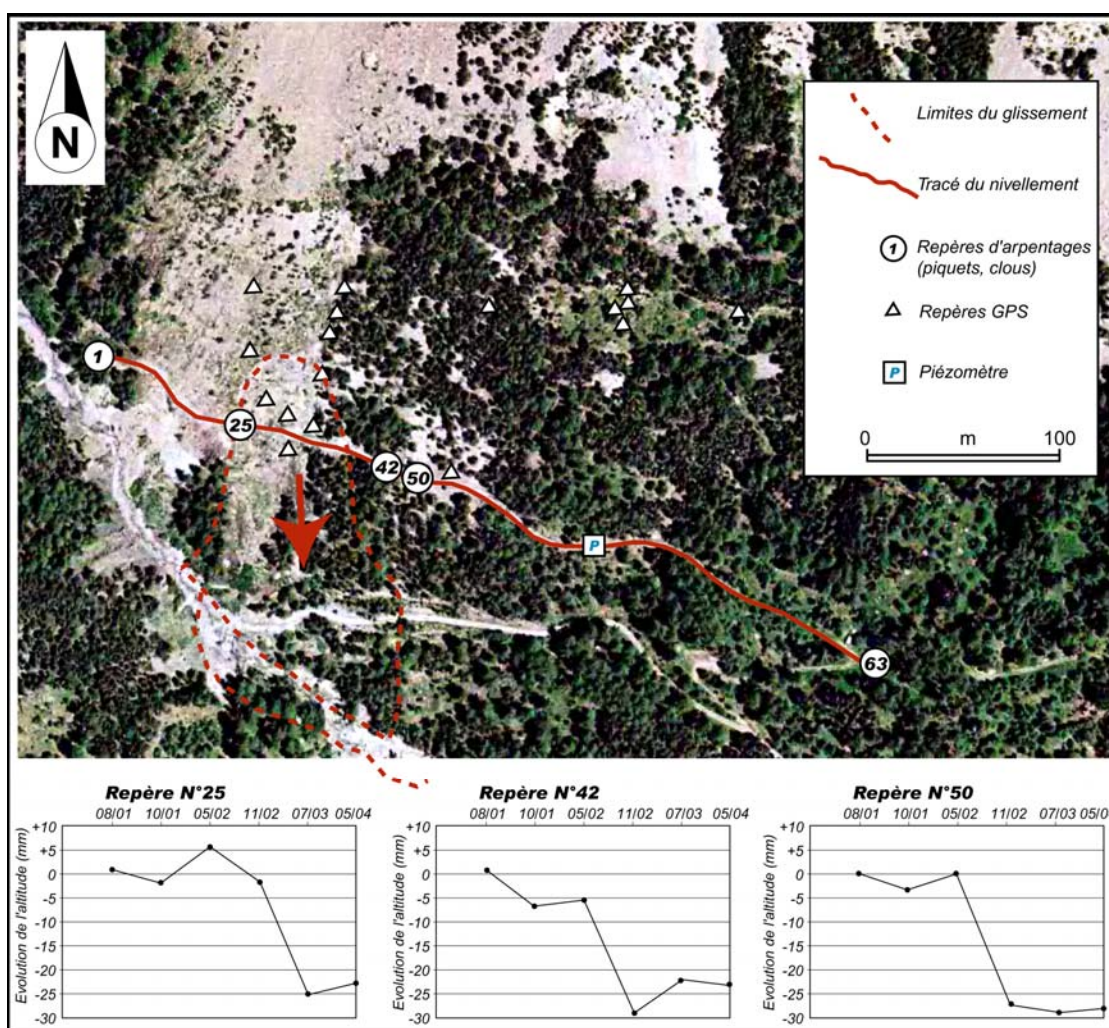 N
Limites du glissement
Tracé du nivellement
1
Repères d'arpentages
(piquets, clous)
Repères GPS
P
Piézomètre
0 m 100
1
25
42
50
P
63
Repère N°25
08/01 10/01 05/02 11/02 07/03 05/04
Evolution de l'altitude (mm)
+10
+5
0
-5
-10
-15
-20
-25
-30
Repère N°42
08/01 10/01 05/02 11/02 07/03 05/04
Evolution de l'altitude (mm)
+10
+5
0
-5
-10
-15
-20
-25
-30
Repère N°50
08/01 10/01 05/02 11/02 07/03 05/0
Evolution de l'altitude (mm)
+10
+5
0
-5
-10
-15
-20
-25
-30